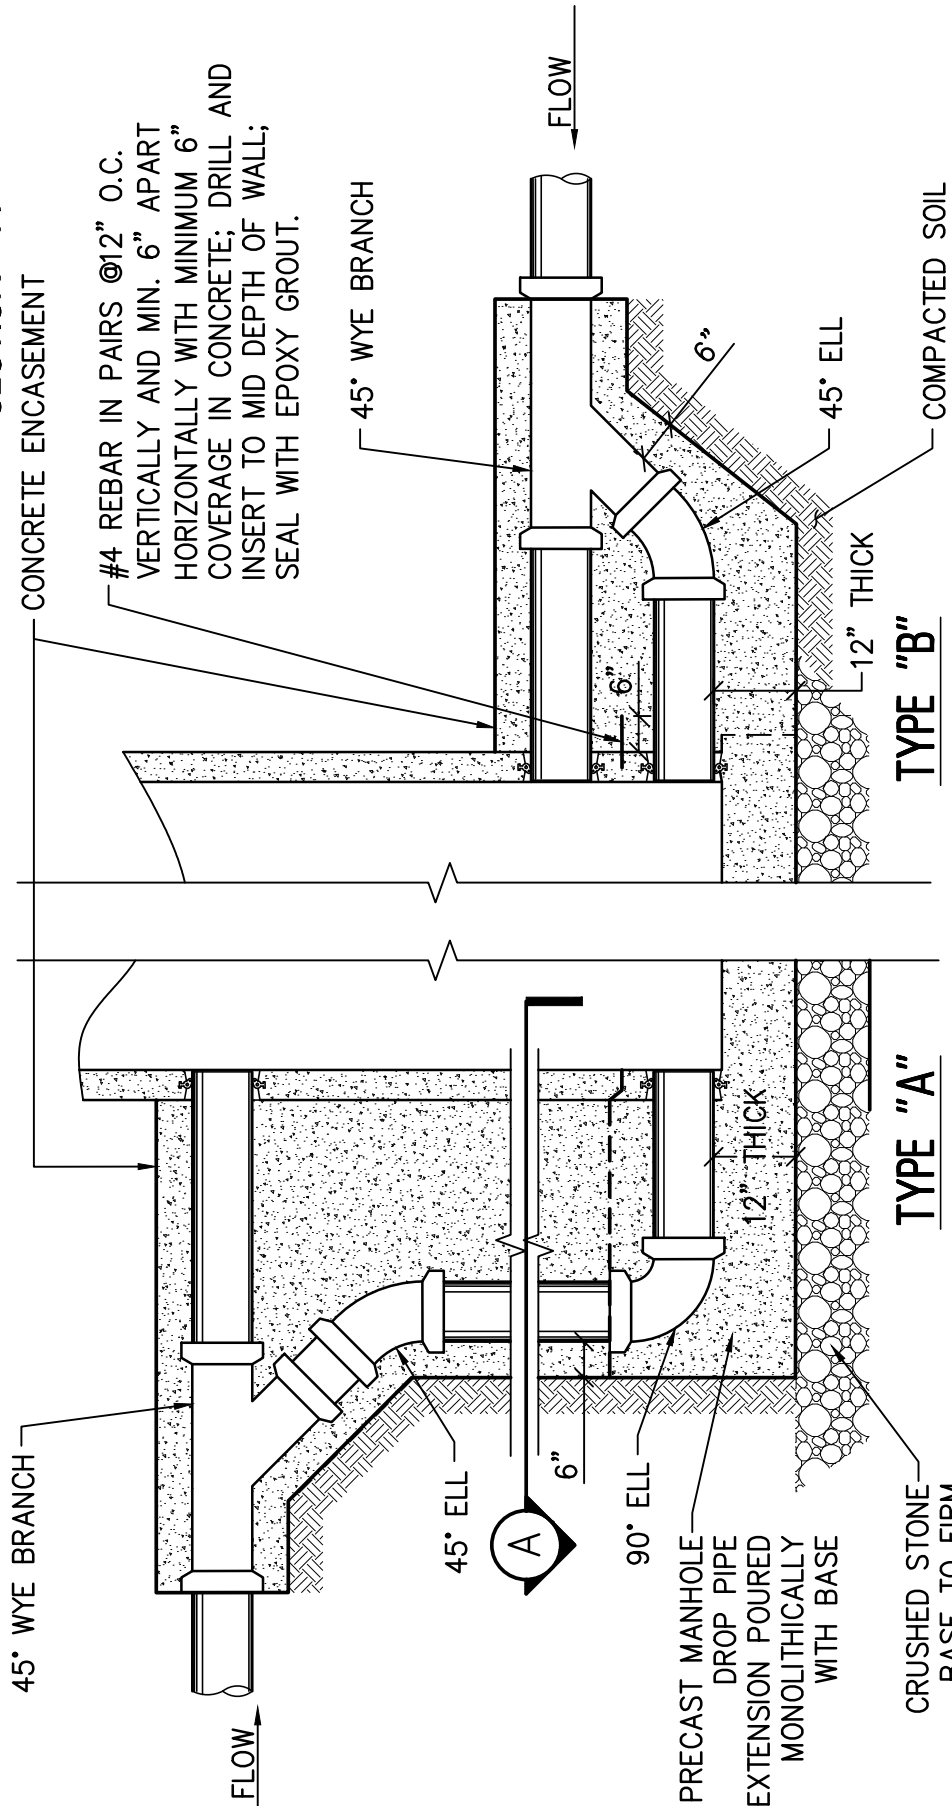 CONCRETE ENCASEMENT
#4 REBAR IN PAIRS @12" O.C.
VERTICALLY AND MIN. 6" APART
HORIZONTALLY WITH MINIMUM 6"
COVERAGE IN CONCRETE; DRILL AND
INSERT TO MID DEPTH OF WALL;
SEAL WITH EPOXY GROUT.
45° WYE BRANCH
FLOW
6"
6"
45° ELL
COMPACTED SOIL
12" THICK
TYPE "B"
45° WYE BRANCH
FLOW
45° ELL
A
6"
90° ELL
12" THICK
PRECAST MANHOLE
DROP PIPE
EXTENSION POURED
MONOLITHICALLY
WITH BASE
CRUSHED STONE
BASE TO FIRM
TYPE "A"